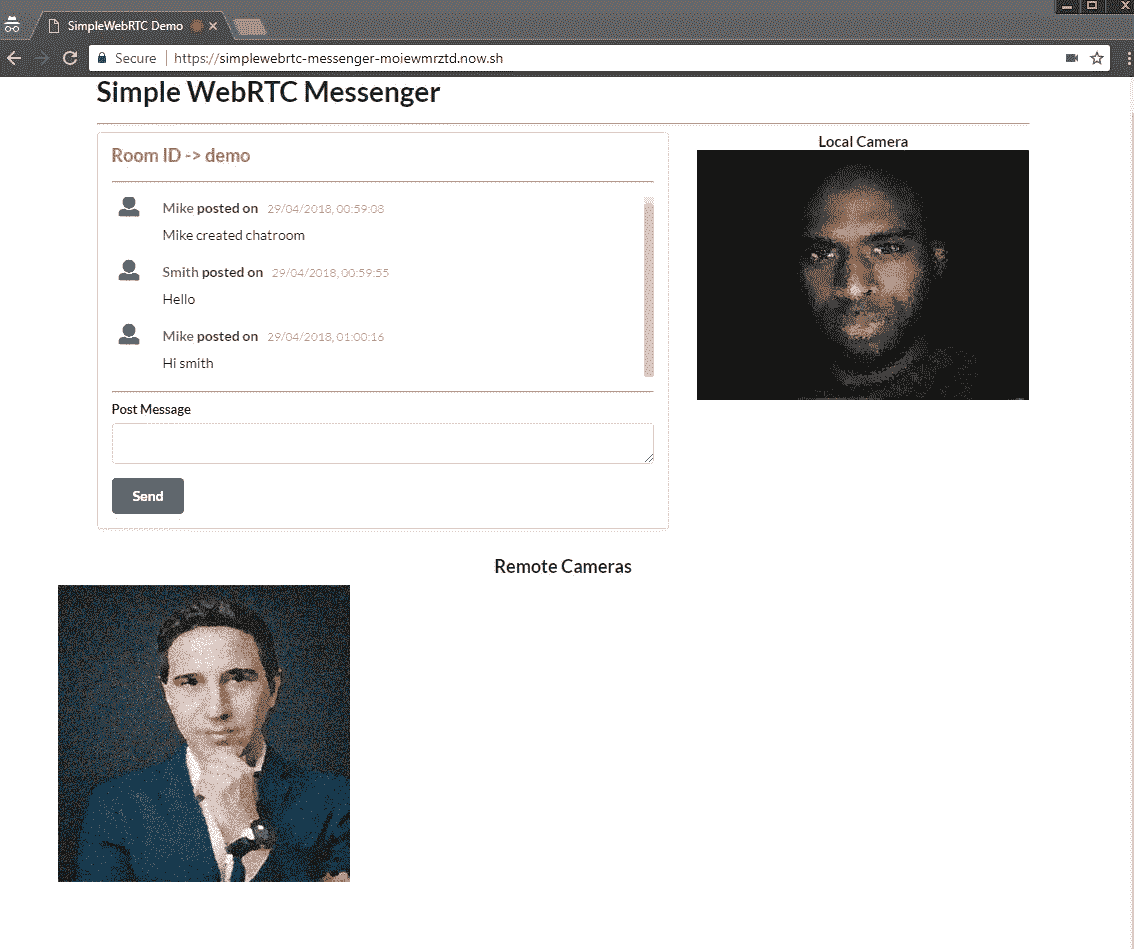 SimpleWebRTC Demo
Secure https://simplewebrtc-messenger-moiewmrztd.now.sh
Simple WebRTC Messenger
Room ID -> demo
Mike posted on 29/04/2018, 00:59:08
Mike created chatroom
Smith posted on 29/04/2018, 00:59:55
Hello
Mike posted on 29/04/2018, 01:00:16
Hi smith
Post Message
Send
Local Camera
Remote Cameras